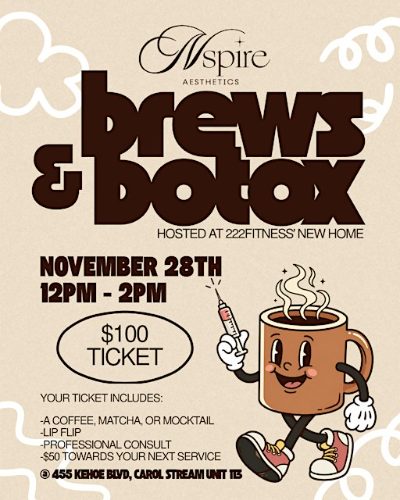 Nspire
AESTHETICS
brews
& botox
HOSTED AT 222FITNESS' NEW HOME
NOVEMBER 28TH
12PM - 2PM
$100
TICKET
YOUR TICKET INCLUDES:
-A COFFEE, MATCHA, OR MOCKTAIL
-LIP FLIP
-PROFESSIONAL CONSULT
-$50 TOWARDS YOUR NEXT SERVICE
@ 455 KEHOE BLVD, CAROL STREAM UNIT 113